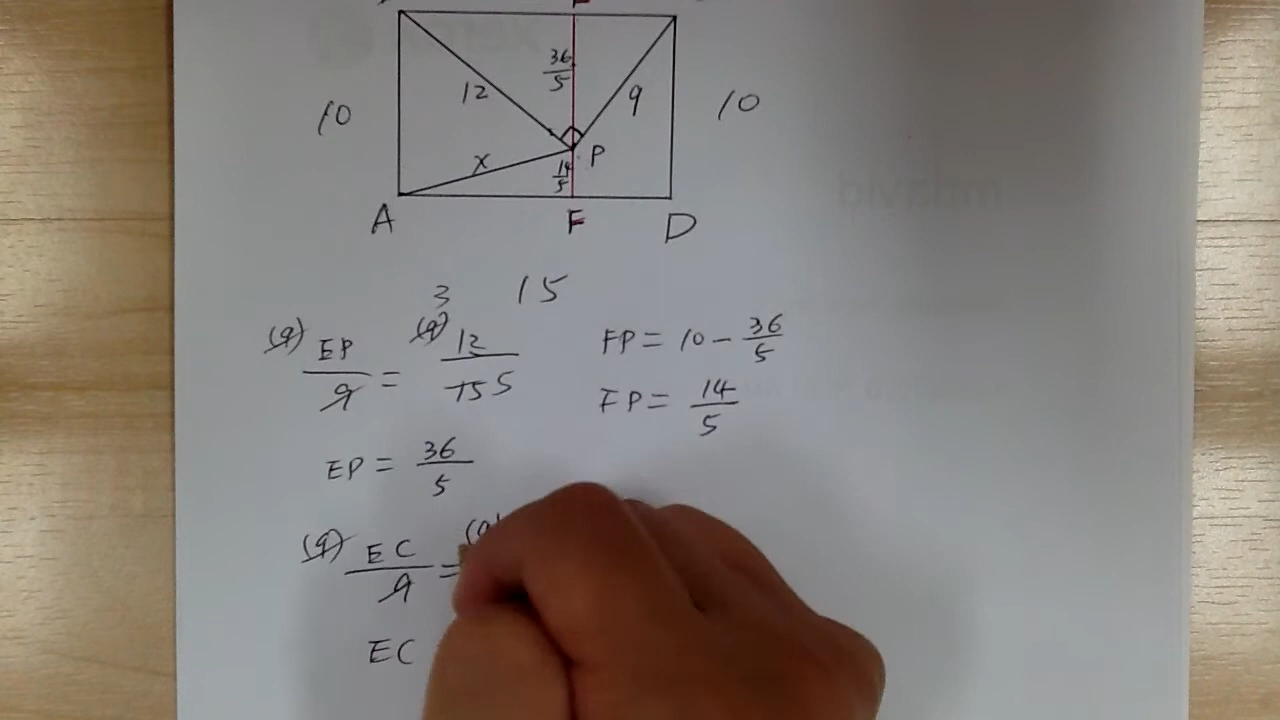 36
5
12
9
10
10
x
P
14
5
A
F
D
3 15
(9) EP/9 = (9) 12/15 5
FP = 10 - 36/5
FP = 14/5
EP = 36/5
(9) EC/9 = (9
EC